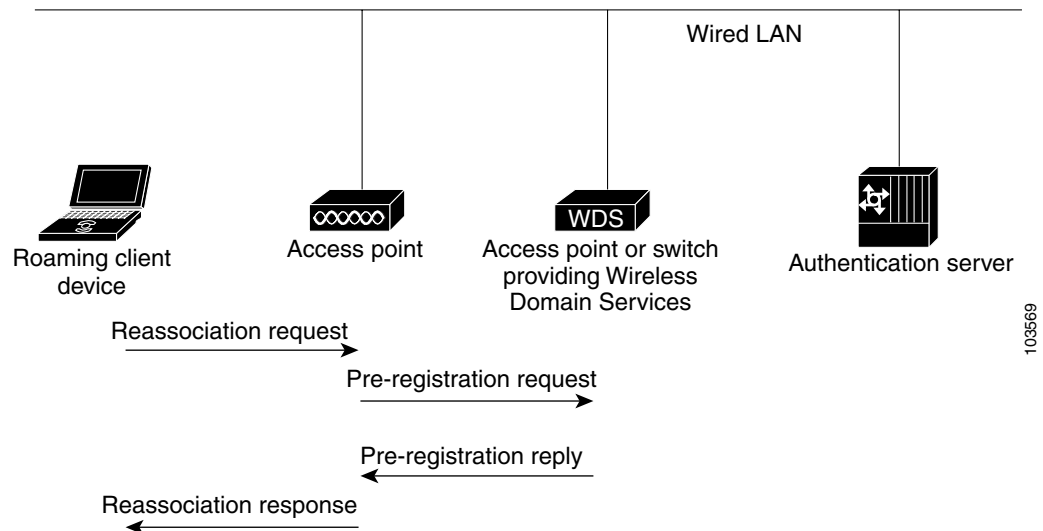 Wired LAN
WDS
Roaming client
device
Access point
Access point or switch
providing Wireless
Domain Services
Authentication server
103569
Reassociation request
Pre-registration request
Pre-registration reply
Reassociation response